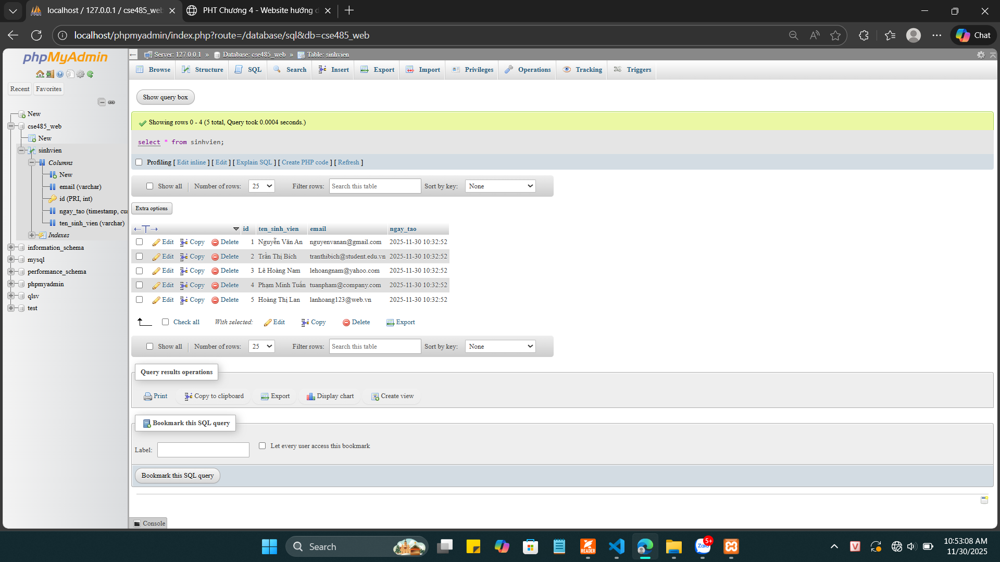 localhost / 127.0.0.1 / cse485_we
PHT Chương 4 - Website hướng d
localhost/phpmyadmin/index.php?route=/database/sql&db=cse485_web
Chat
phpMyAdmin
Recent
Favorites
New
cse485_web
New
sinhvien
Columns
New
email (varchar)
id (PRI, int)
ngay_tao (timestamp, cur
ten_sinh_vien (varchar)
Indexes
information_schema
mysql
performance_schema
phpmyadmin
qlsv
test
Server: 127.0.0.1 » Database: cse485_web » Table: sinhvien
Browse Structure SQL Search Insert Export Import Privileges Operations Tracking Triggers
Show query box
Showing rows 0 - 4 (5 total, Query took 0.0004 seconds.)
select * from sinhvien;
Profiling [ Edit inline ] [ Edit ] [ Explain SQL ] [ Create PHP code ] [ Refresh ]
Show all Number of rows: 25 Filter rows: Search this table Sort by key: None
Extra options
id ten_sinh_vien email ngay_tao
Edit Copy Delete 1 Nguyễn Văn An nguyenvanan@gmail.com 2025-11-30 10:32:52
Edit Copy Delete 2 Trần Thị Bích tranthibich@student.edu.vn 2025-11-30 10:32:52
Edit Copy Delete 3 Lê Hoàng Nam lehoangnam@yahoo.com 2025-11-30 10:32:52
Edit Copy Delete 4 Phạm Minh Tuấn tuanpham@company.com 2025-11-30 10:32:52
Edit Copy Delete 5 Hoàng Thị Lan lanhoang123@web.vn 2025-11-30 10:32:52
Check all With selected: Edit Copy Delete Export
Show all Number of rows: 25 Filter rows: Search this table Sort by key: None
Query results operations
Print Copy to clipboard Export Display chart Create view
Bookmark this SQL query
Label: Let every user access this bookmark
Bookmark this SQL query
Console
Search
READER
Zalo
5+
10:53:08 AM
11/30/2025